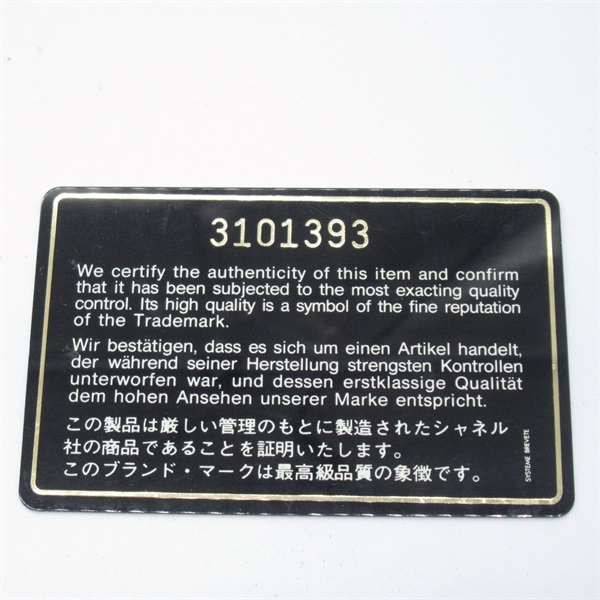 3101393
We certify the authenticity of this item and confirm
that it has been subjected to the most exacting quality
control. Its high quality is a symbol of the fine reputation
of the Trademark.
Wir bestätigen, dass es sich um einen Artikel handelt,
der während seiner Herstellung strengsten Kontrollen
unterworfen war, und dessen erstklassige Qualität
dem hohen Ansehen unserer Marke entspricht.
この製品は厳しい管理のもとに製造されたシャネル
社の商品であることを証明いたします。
このブランド・マークは最高級品質の象徴です。
SYSTEME BREVETE